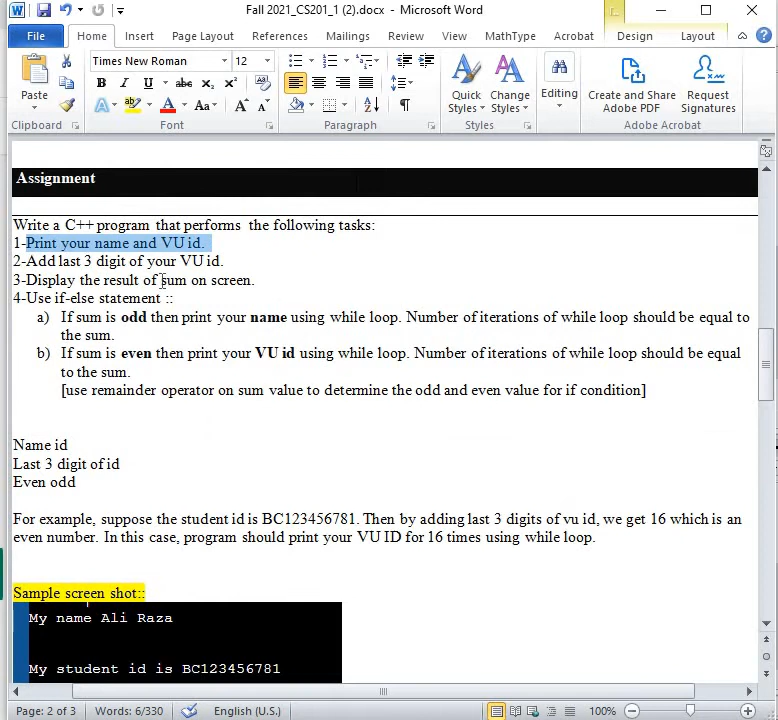 Fall 2021_CS201_1 (2).docx - Microsoft Word
File Home Insert Page Layout References Mailings Review View MathType Acrobat Design Layout
Times New Roman 12
Paste
Quick Styles
Change Styles
Editing
Create and Share Adobe PDF
Request Signatures
Clipboard Font Paragraph Styles Adobe Acrobat
Assignment
Write a C++ program that performs the following tasks:
1-Print your name and VU id.
2-Add last 3 digit of your VU id.
3-Display the result of sum on screen.
4-Use if-else statement ::
a) If sum is odd then print your name using while loop. Number of iterations of while loop should be equal to
the sum.
b) If sum is even then print your VU id using while loop. Number of iterations of while loop should be equal
to the sum.
[use remainder operator on sum value to determine the odd and even value for if condition]
Name id
Last 3 digit of id
Even odd
For example, suppose the student id is BC123456781. Then by adding last 3 digits of vu id, we get 16 which is an
even number. In this case, program should print your VU ID for 16 times using while loop.
Sample screen shot::
My name Ali Raza
My student id is BC123456781
Page: 2 of 3 Words: 6/330 English (U.S.) 100%